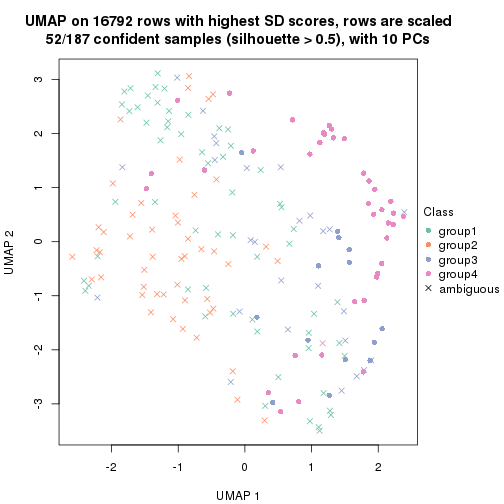 UMAP on 16792 rows with highest SD scores, rows are scaled
52/187 confident samples (silhouette > 0.5), with 10 PCs
3
2
1
0
-1
-2
-3
UMAP 2
-2
-1
0
1
2
UMAP 1
Class
group1
group2
group3
group4
ambiguous